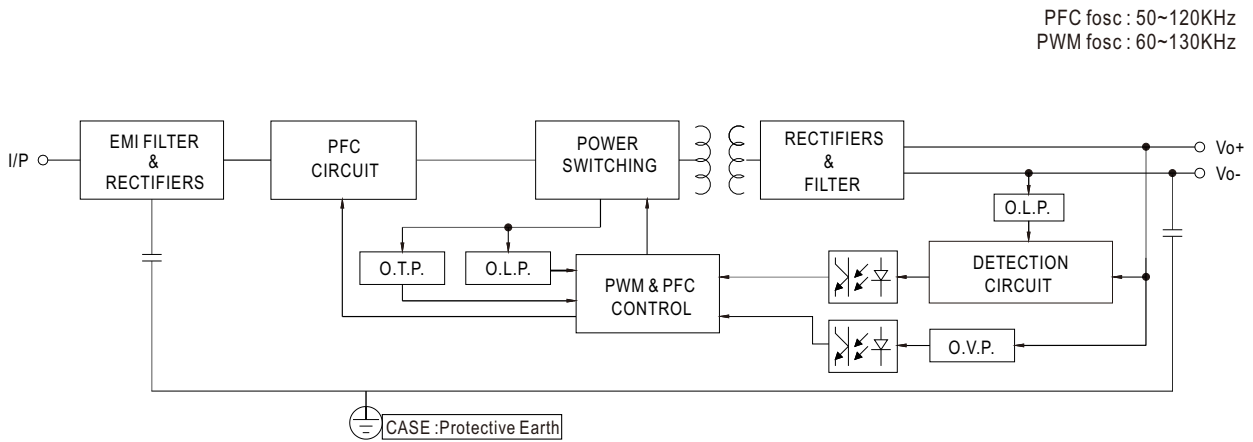 PFC fosc : 50~120KHz
PWM fosc : 60~130KHz
I/P
EMI FILTER
&
RECTIFIERS
PFC
CIRCUIT
POWER
SWITCHING
RECTIFIERS
&
FILTER
Vo+
Vo-
O.L.P.
O.T.P.
O.L.P.
PWM & PFC
CONTROL
DETECTION
CIRCUIT
O.V.P.
CASE :Protective Earth